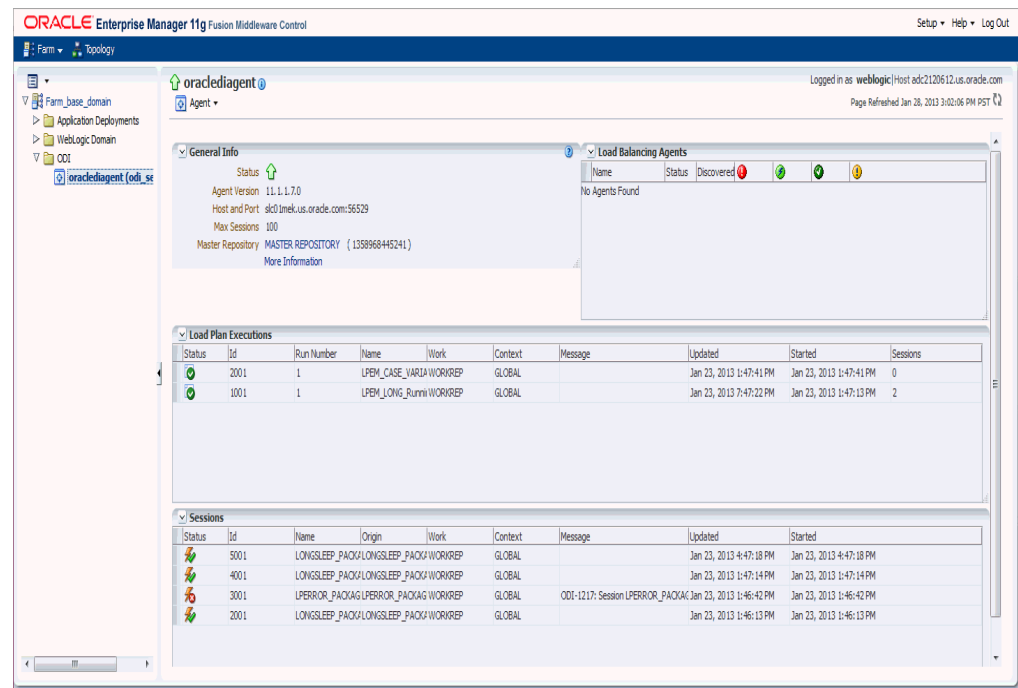 ORACLE Enterprise Manager 11g Fusion Middleware Control
Setup Help Log Out
Farm Topology
Farm_base_domain
Application Deployments
WebLogic Domain
ODI
oraclediagent (odi_se
oraclediagent
Logged in as weblogic|Host adc2120612.us.oracle.com
Agent
Page Refreshed Jan 28, 2013 3:02:06 PM PST
General Info
Status
Agent Version 11.1.1.7.0
Host and Port slc01mek.us.oracle.com:56529
Max Sessions 100
Master Repository MASTER REPOSITORY ( 1358968445241 )
More Information
Load Balancing Agents
Name Status Discovered
No Agents Found
Load Plan Executions
Status Id Run Number Name Work Context Message Updated Started Sessions
2001 1 LPEM_CASE_VARIA WORKREP GLOBAL Jan 23, 2013 1:47:41 PM Jan 23, 2013 1:47:41 PM 0
1001 1 LPEM_LONG_Runni WORKREP GLOBAL Jan 23, 2013 7:47:22 PM Jan 23, 2013 1:47:13 PM 2
Sessions
Status Id Name Origin Work Context Message Updated Started
5001 LONGSLEEP_PACKA LONGSLEEP_PACKA WORKREP GLOBAL Jan 23, 2013 4:47:18 PM Jan 23, 2013 4:47:18 PM
4001 LONGSLEEP_PACKA LONGSLEEP_PACKA WORKREP GLOBAL Jan 23, 2013 1:47:14 PM Jan 23, 2013 1:47:14 PM
3001 LPERROR_PACKAG LPERROR_PACKAG WORKREP GLOBAL ODI-1217: Session LPERROR_PACKAG Jan 23, 2013 1:46:42 PM Jan 23, 2013 1:46:42 PM
2001 LONGSLEEP_PACKA LONGSLEEP_PACKA WORKREP GLOBAL Jan 23, 2013 1:46:13 PM Jan 23, 2013 1:46:13 PM